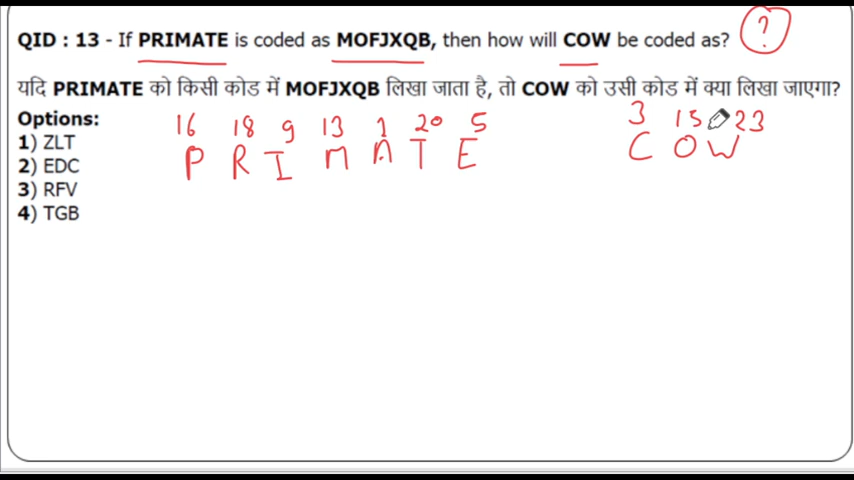 QID : 13 - If PRIMATE is coded as MOFJXQB, then how will COW be coded as? ?
यदि PRIMATE को किसी कोड में MOFJXQB लिखा जाता है, तो COW को उसी कोड में क्या लिखा जाएगा?
Options:
1) ZLT
2) EDC
3) RFV
4) TGB
16 18 9 13 1 20 5
P R I M A T E
3 15 23
C O W